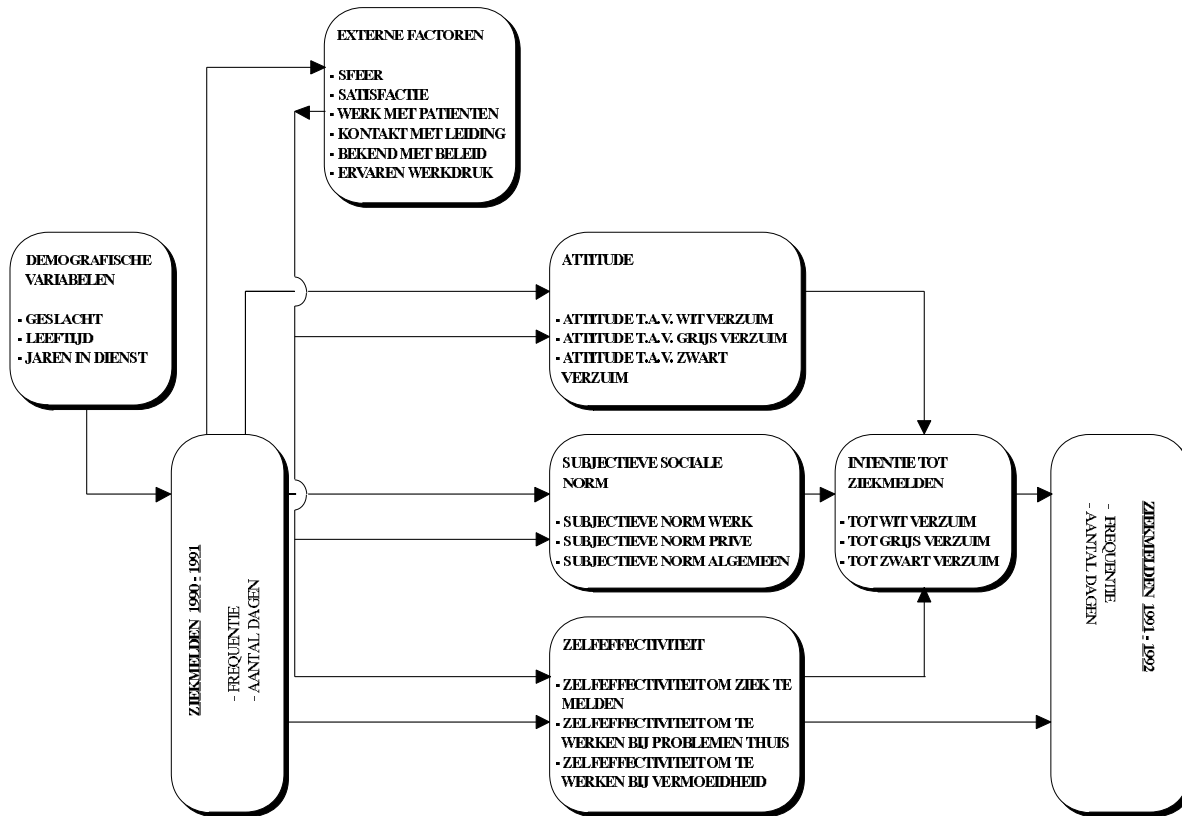 EXTERNE FACTOREN
- SFEER
- SATISFACTIE
- WERK MET PATIENTEN
- KONTAKT MET LEIDING
- BEKEND MET BELEID
- ERVAREN WERKDRUK
DEMOGRAFISCHE
VARIABELEN
- GESLACHT
- LEEFTIJD
- JAREN IN DIENST
ZIEKMELDEN 1990 - 1991
- FREQUENTIE
- AANTAL DAGEN
ATTITUDE
- ATTITUDE T.A.V. WIT VERZUIM
- ATTITUDE T.A.V. GRIJS VERZUIM
- ATTITUDE T.A.V. ZWART
VERZUIM
SUBJECTIEVE SOCIALE
NORM
- SUBJECTIEVE NORM WERK
- SUBJECTIEVE NORM PRIVE
- SUBJECTIEVE NORM ALGEMEEN
ZELFEFFECTIVITEIT
- ZELFEFFECTIVITEIT OM ZIEK TE
MELDEN
- ZELFEFFECTIVITEIT OM TE
WERKEN BIJ PROBLEMEN THUIS
- ZELFEFFECTIVITEIT OM TE
WERKEN BIJ VERMOEIDHEID
INTENTIE TOT
ZIEKMELDEN
- TOT WIT VERZUIM
- TOT GRIJS VERZUIM
- TOT ZWART VERZUIM
ZIEKMELDEN 1991 - 1992
- FREQUENTIE
- AANTAL DAGEN